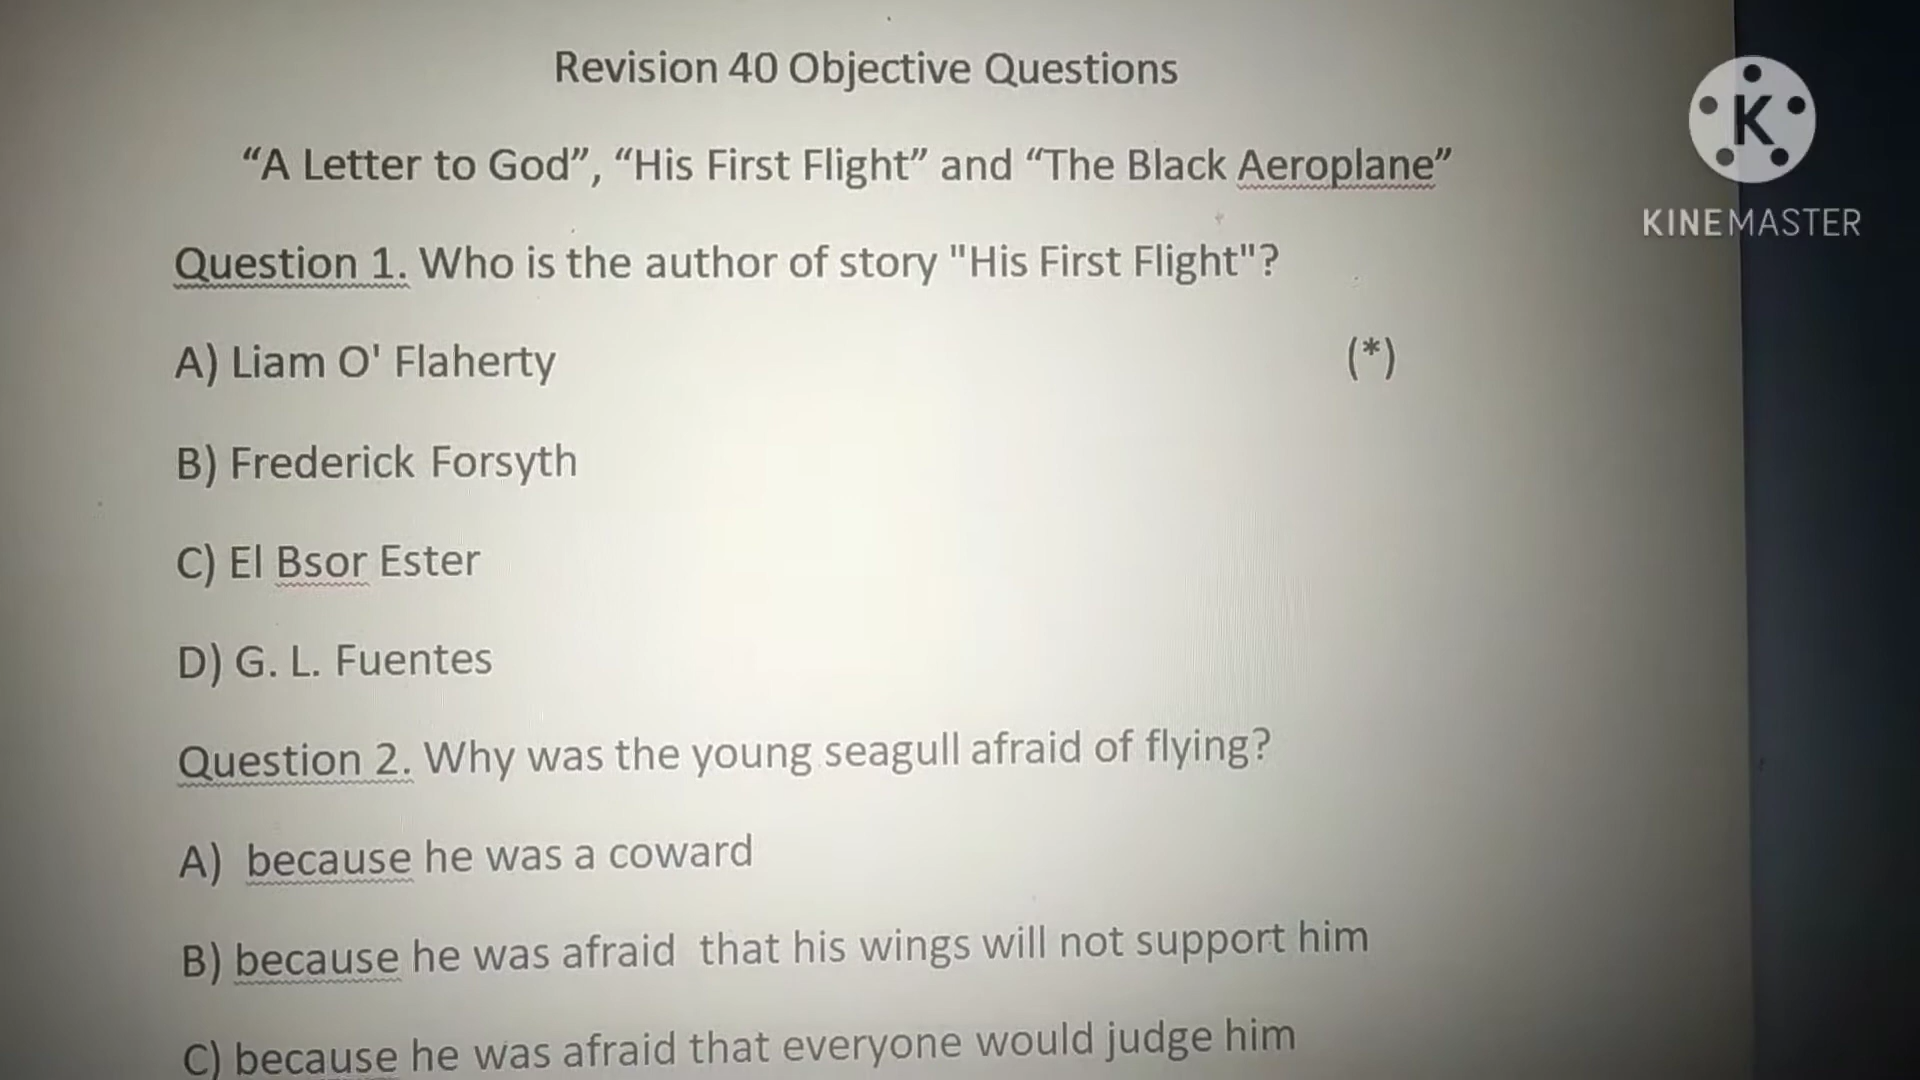 Revision 40 Objective Questions
“A Letter to God”, “His First Flight” and “The Black Aeroplane”
Question 1. Who is the author of story "His First Flight"?
A) Liam O' Flaherty (*)
B) Frederick Forsyth
C) El Bsor Ester
D) G. L. Fuentes
Question 2. Why was the young seagull afraid of flying?
A) because he was a coward
B) because he was afraid that his wings will not support him
C) because he was afraid that everyone would judge him
K
KINEMASTER